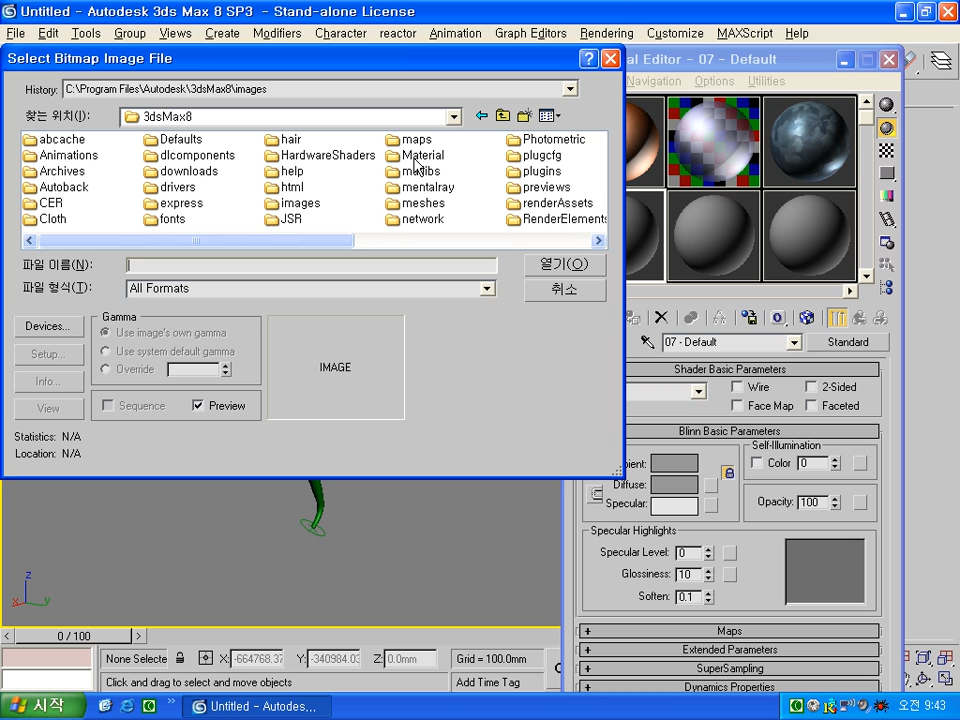 Untitled - Autodesk 3ds Max 8 SP3 - Stand-alone License
File Edit Tools Group Views Create Modifiers Character reactor Animation Graph Editors Rendering Customize MAXScript Help
Select Bitmap Image File
al Editor - 07 - Default
Navigation Options Utilities
History: C:\Program Files\Autodesk\3dsMax8\images
찾는 위치(I): 3dsMax8
abcache Defaults hair maps Photometric
Animations dlcomponents HardwareShaders Material plugcfg
Archives downloads help plugins
Autoback drivers html mentalray previews
CER express images meshes renderAssets
Cloth fonts JSR network RenderElements
파일 이름(N): 열기(O)
파일 형식(T): All Formats 취소
Devices...
Setup...
Info...
View
Gamma
Use image's own gamma
Use system default gamma
Override
Sequence Preview
IMAGE
Statistics: N/A
Location: N/A
07 - Default Standard
Shader Basic Parameters
Wire 2-Sided
Face Map Faceted
Blinn Basic Parameters
Self-Illumination
bient: Color 0
Diffuse:
Specular: Opacity: 100
Specular Highlights
Specular Level: 0
Glossiness: 10
Soften: 0.1
Maps
Extended Parameters
SuperSampling
Dynamics Properties
z
x y
0 / 100
None Selecte X: -664768.37 Y: -340984.03 Z: 0.0mm Grid = 100.0mm
Click and drag to select and move objects Add Time Tag
시작 Untitled - Autodes... 오전 9:43